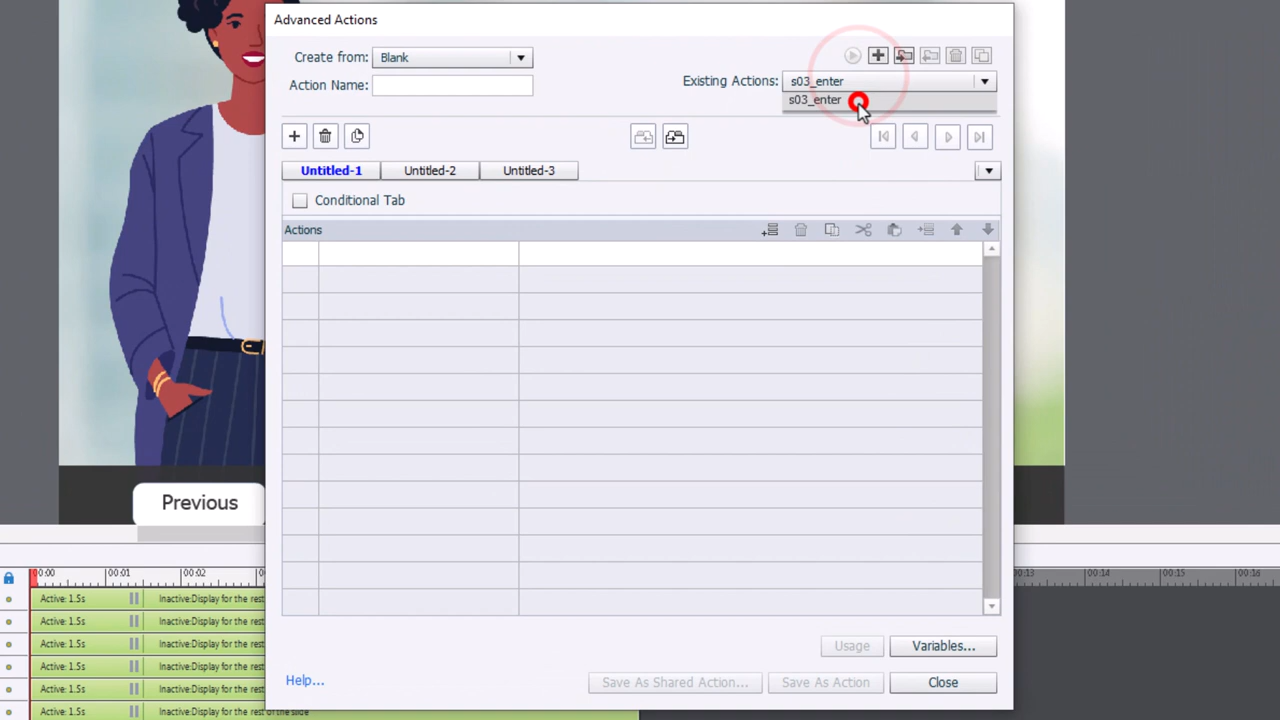 Advanced Actions
Create from: Blank
Action Name:
Existing Actions: s03_enter
s03_enter
Untitled-1 Untitled-2 Untitled-3
Conditional Tab
Actions
Previous
00:00 00:01 00:02 00:13 00:14 00:15 00:16
Active: 1.5s Inactive:Display for the rest
Active: 1.5s Inactive:Display for the rest
Active: 1.5s Inactive:Display for the rest
Active: 1.5s Inactive:Display for the rest
Active: 1.5s Inactive:Display for the rest
Active: 1.5s Inactive:Display for the rest of the slide
Usage Variables...
Help... Save As Shared Action... Save As Action Close